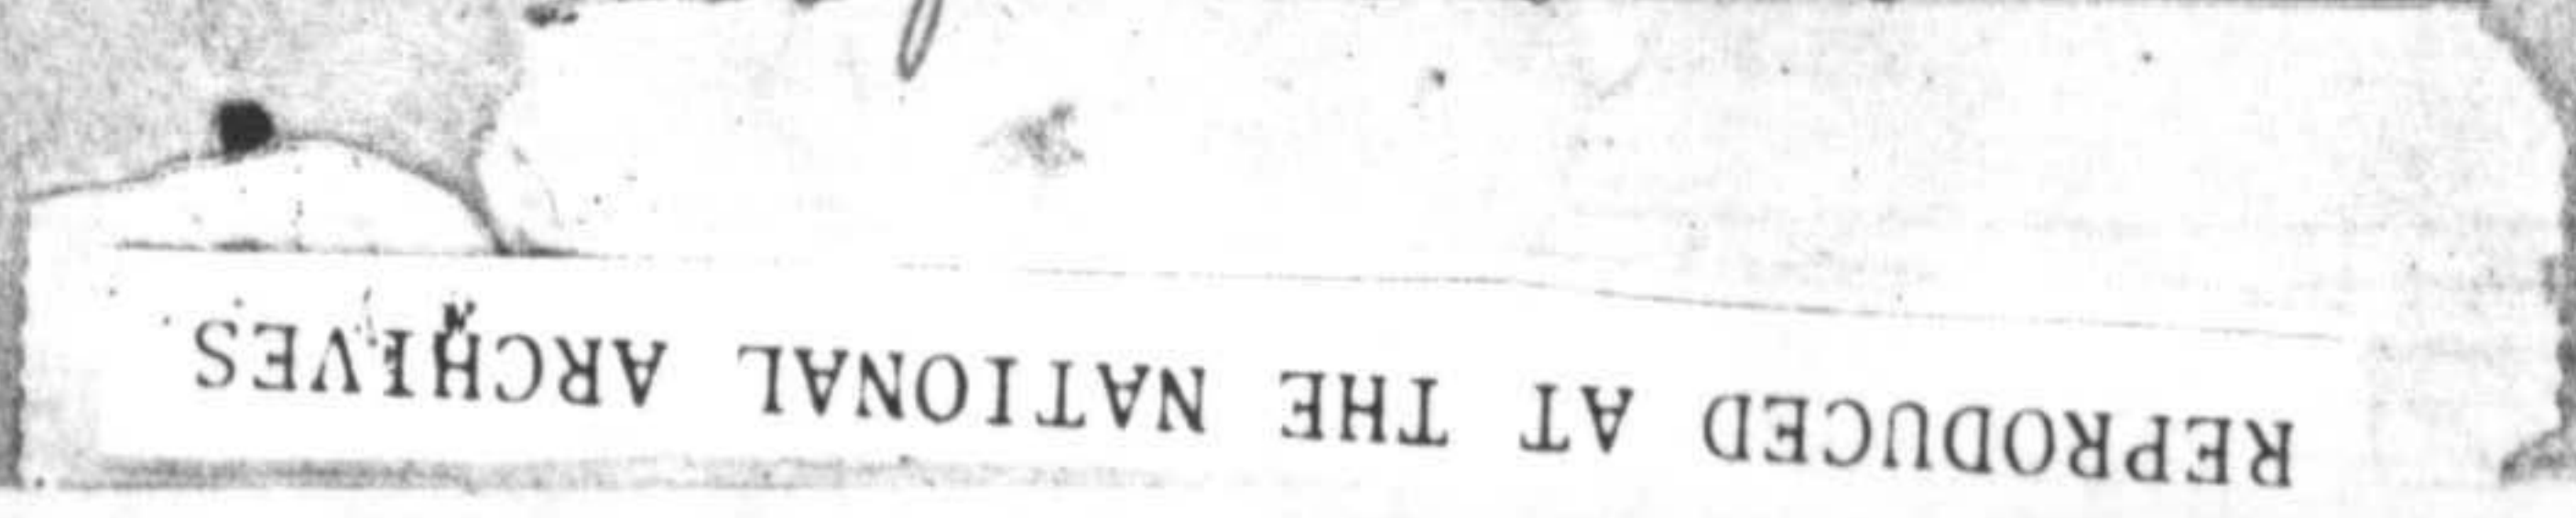 REPRODUCED AT THE NATIONAL ARCHIVES